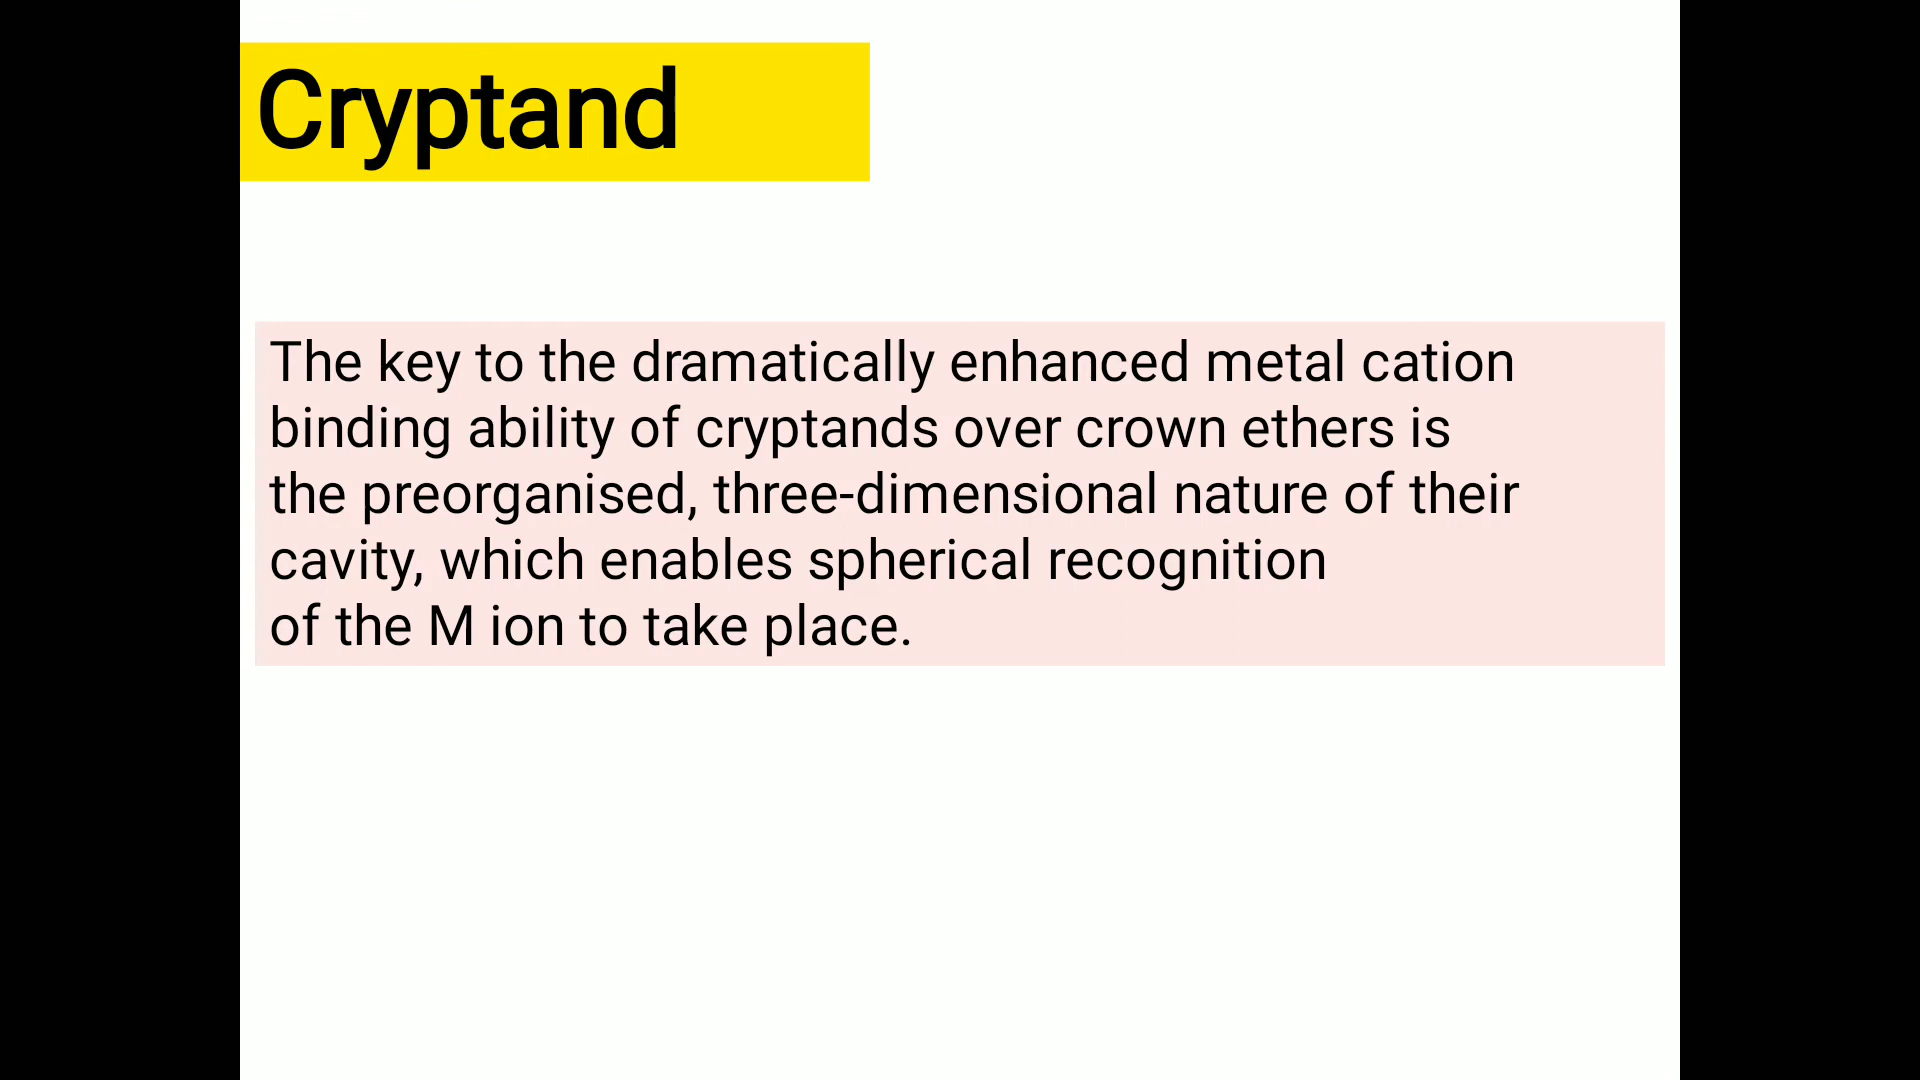 Cryptand
The key to the dramatically enhanced metal cation
binding ability of cryptands over crown ethers is
the preorganised, three-dimensional nature of their
cavity, which enables spherical recognition
of the M ion to take place.